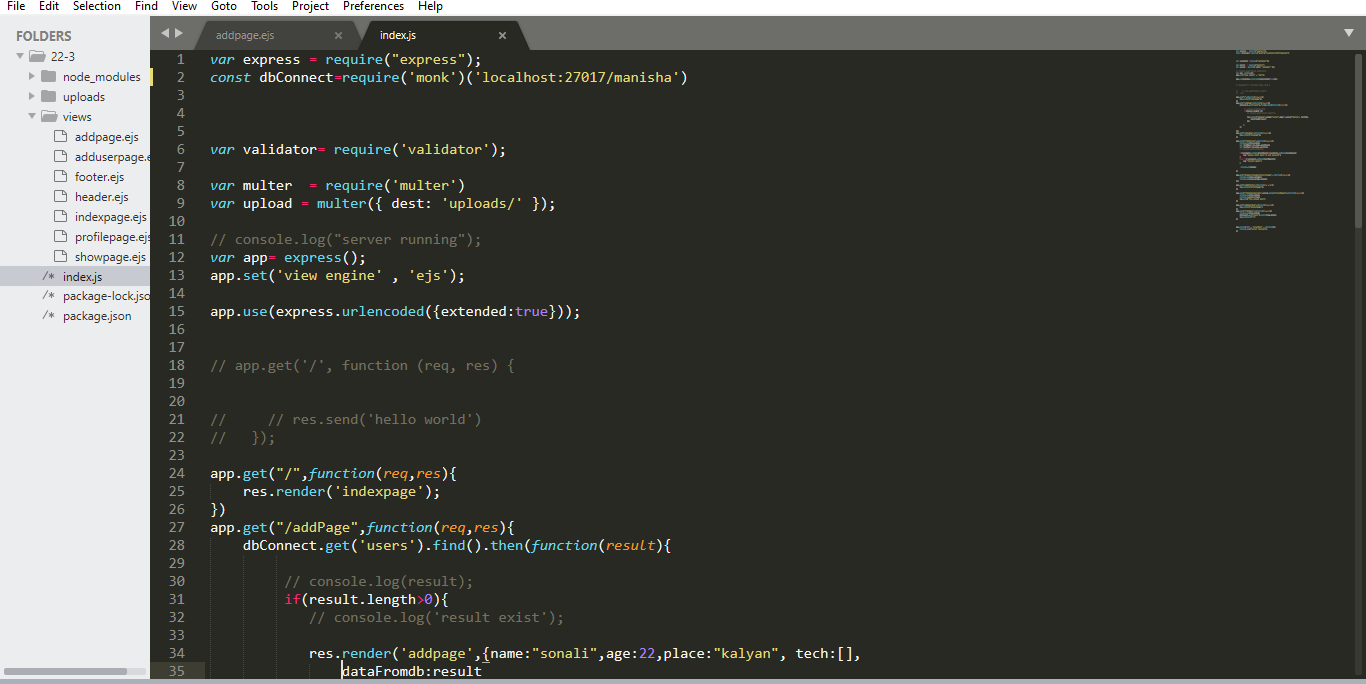 File Edit Selection Find View Goto Tools Project Preferences Help
FOLDERS
22-3
node_modules
uploads
views
addpage.ejs
adduserpage.e
footer.ejs
header.ejs
indexpage.ejs
profilepage.ejs
showpage.ejs
/* index.js
/* package-lock.jso
/* package.json
addpage.ejs × index.js ×
1 var express = require("express");
2 const dbConnect=require('monk')('localhost:27017/manisha')
3
4
5
6 var validator= require('validator');
7
8 var multer  = require('multer')
9 var upload = multer({ dest: 'uploads/' });
10
11 // console.log("server running");
12 var app= express();
13 app.set('view engine' , 'ejs');
14
15 app.use(express.urlencoded({extended:true}));
16
17
18 // app.get('/', function (req, res) {
19
20
21 //     // res.send('hello world')
22 //   });
23
24 app.get("/",function(req,res){
25     res.render('indexpage');
26 })
27 app.get("/addPage",function(req,res){
28     dbConnect.get('users').find().then(function(result){
29
30          // console.log(result);
31          if(result.length>0){
32             // console.log('result exist');
33
34             res.render('addpage',{name:"sonali",age:22,place:"kalyan", tech:[],
35                 dataFromdb:result